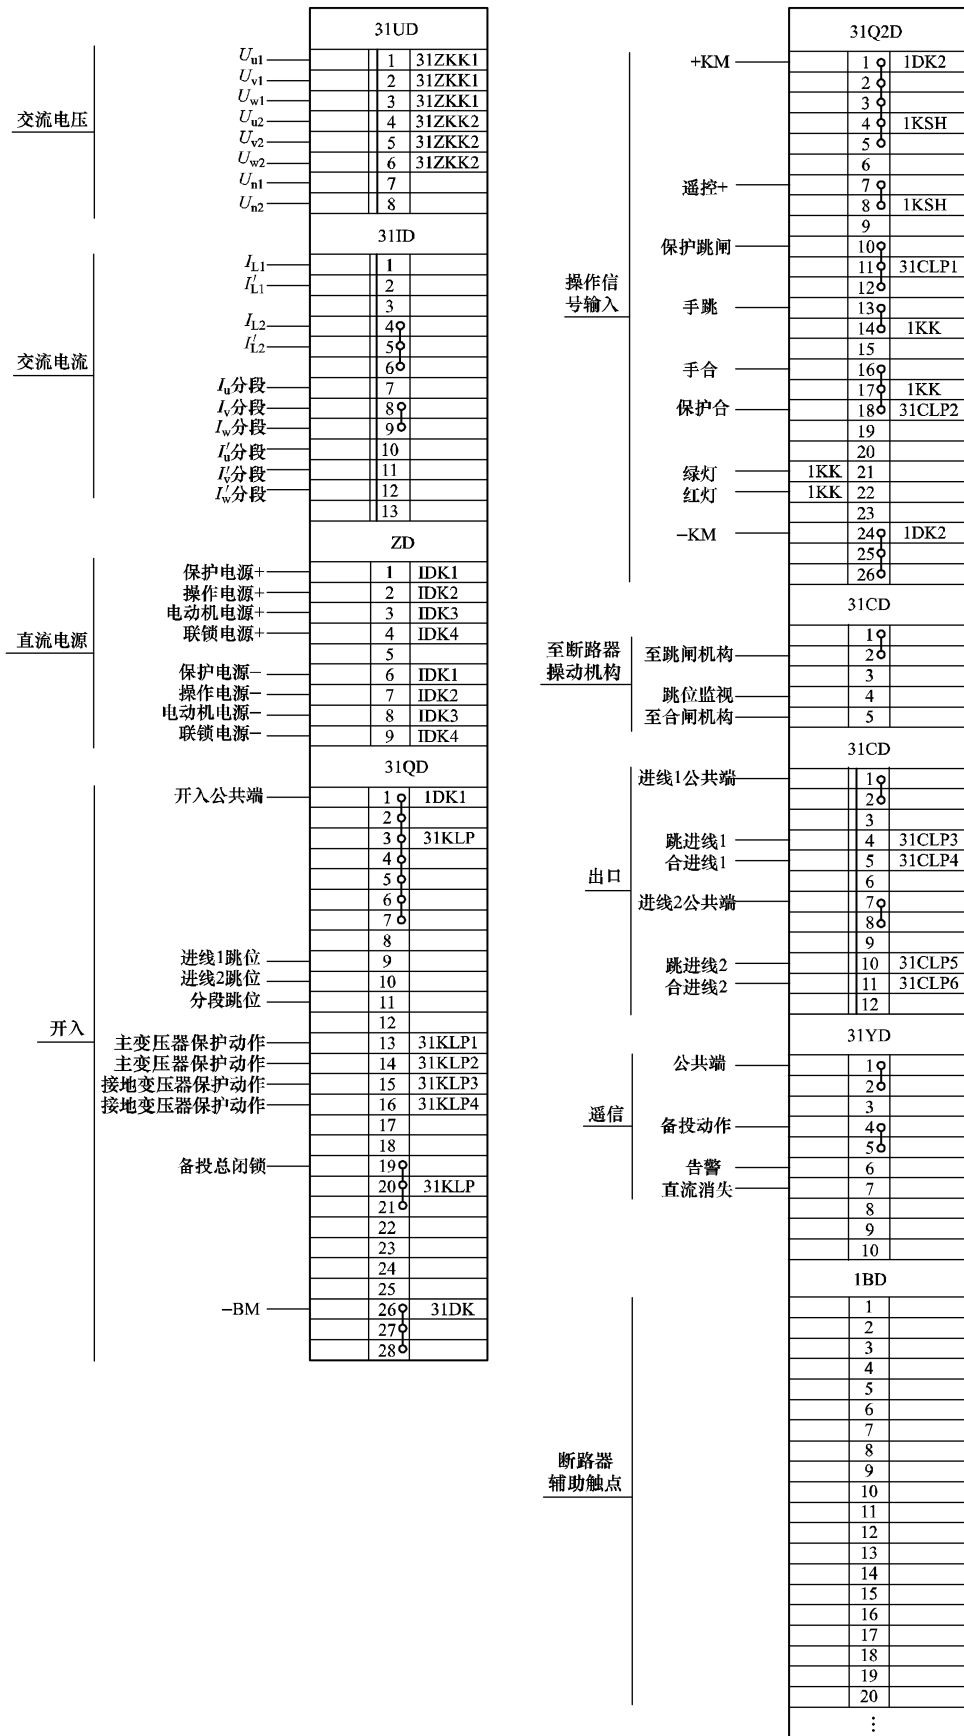 31UD
U_u1 1 31ZKK1
U_v1 2 31ZKK1
U_w1 3 31ZKK1
交流电压
U_u2 4 31ZKK2
U_v2 5 31ZKK2
U_w2 6 31ZKK2
U_n1 7
U_n2 8
31ID
I_L1 1
I'_L1 2
3
I_L2 4
I'_L2 5
交流电流
6
I_u分段 7
I_v分段 8
I_w分段 9
I'_u分段 10
I'_v分段 11
I'_w分段 12
13
ZD
保护电源+ 1 IDK1
操作电源+ 2 IDK2
电动机电源+ 3 IDK3
联锁电源+ 4 IDK4
直流电源
5
保护电源− 6 IDK1
操作电源− 7 IDK2
电动机电源− 8 IDK3
联锁电源− 9 IDK4
31QD
开入公共端 1 1DK1
2
3 31KLP
4
5
6
7
8
进线1跳位 9
进线2跳位 10
分段跳位 11
12
开入
主变压器保护动作 13 31KLP1
主变压器保护动作 14 31KLP2
接地变压器保护动作 15 31KLP3
接地变压器保护动作 16 31KLP4
17
18
备投总闭锁 19
20 31KLP
21
22
23
24
25
−BM 26 31DK
27
28
31Q2D
+KM 1 1DK2
2
3
4 1KSH
5
6
遥控+ 7
8 1KSH
9
保护跳闸 10
11 31CLP1
操作信
号输入
12
手跳 13
14 1KK
15
手合 16
17 1KK
保护合 18 31CLP2
19
20
绿灯 1KK 21
红灯 1KK 22
23
−KM 24 1DK2
25
26
31CD
1
至断路器
操动机构
至跳闸机构 2
3
跳位监视 4
至合闸机构 5
31CD
进线1公共端 1
2
3
跳进线1 4 31CLP3
合进线1 5 31CLP4
出口
6
进线2公共端 7
8
9
跳进线2 10 31CLP5
合进线2 11 31CLP6
12
31YD
公共端 1
2
3
遥信
备投动作 4
5
告警 6
直流消失 7
8
9
10
1BD
1
2
3
4
5
6
7
8
断路器
辅助触点
9
10
11
12
13
14
15
16
17
18
19
20
⋮